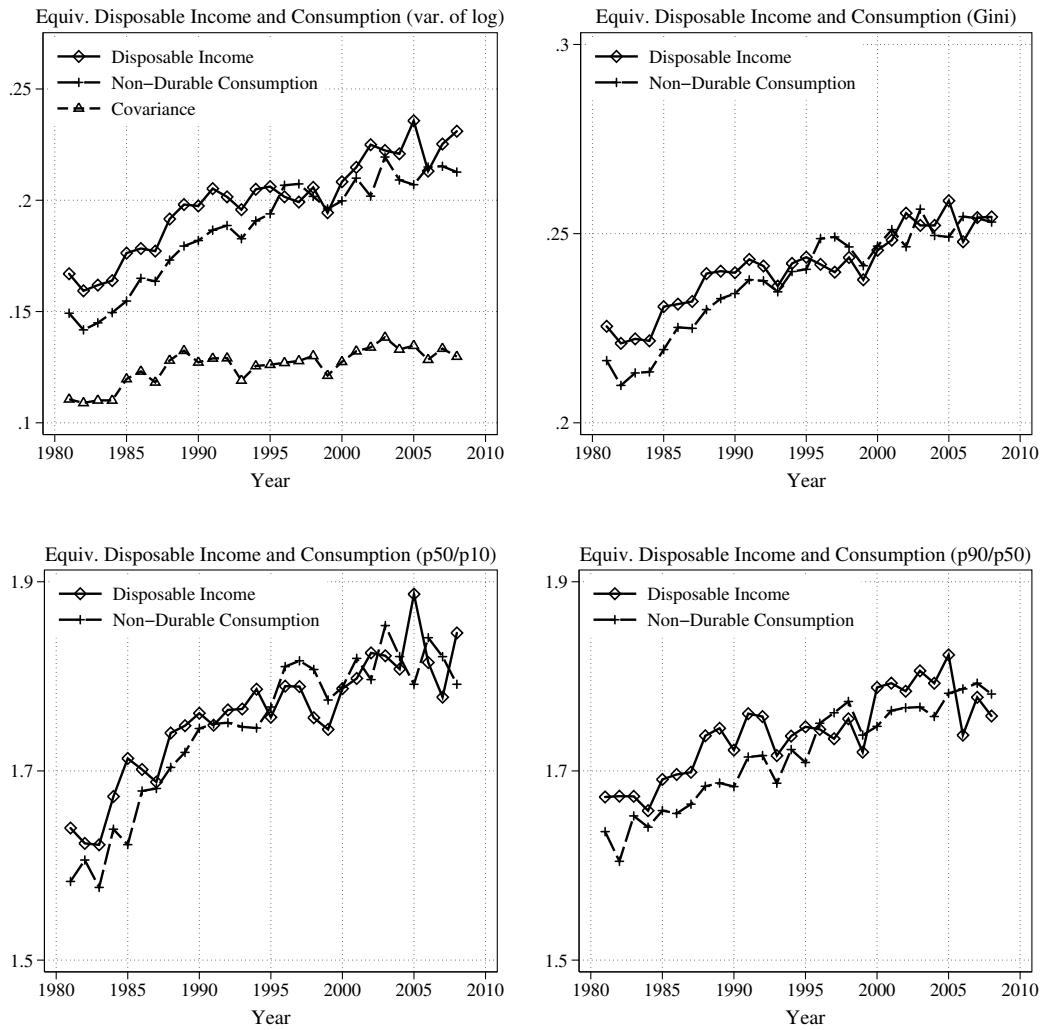 Equiv. Disposable Income and Consumption (var. of log)
Disposable Income
Non−Durable Consumption
Covariance
.25
.2
.15
.1
1980 1985 1990 1995 2000 2005 2010
Year
Equiv. Disposable Income and Consumption (Gini)
Disposable Income
Non−Durable Consumption
.3
.25
.2
1980 1985 1990 1995 2000 2005 2010
Year
Equiv. Disposable Income and Consumption (p50/p10)
Disposable Income
Non−Durable Consumption
1.9
1.7
1.5
1980 1985 1990 1995 2000 2005 2010
Year
Equiv. Disposable Income and Consumption (p90/p50)
Disposable Income
Non−Durable Consumption
1.9
1.7
1.5
1980 1985 1990 1995 2000 2005 2010
Year